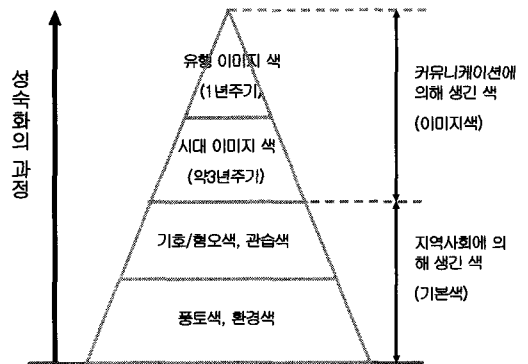 성숙화의 과정
유행 이미지 색
(1년주기)
시대 이미지 색
(약3년주기)
기호/혐오색, 관습색
풍토색, 환경색
커뮤니케이션에
의해 생긴 색
(이미지색)
지역사회에 의
해 생긴 색
(기본색)